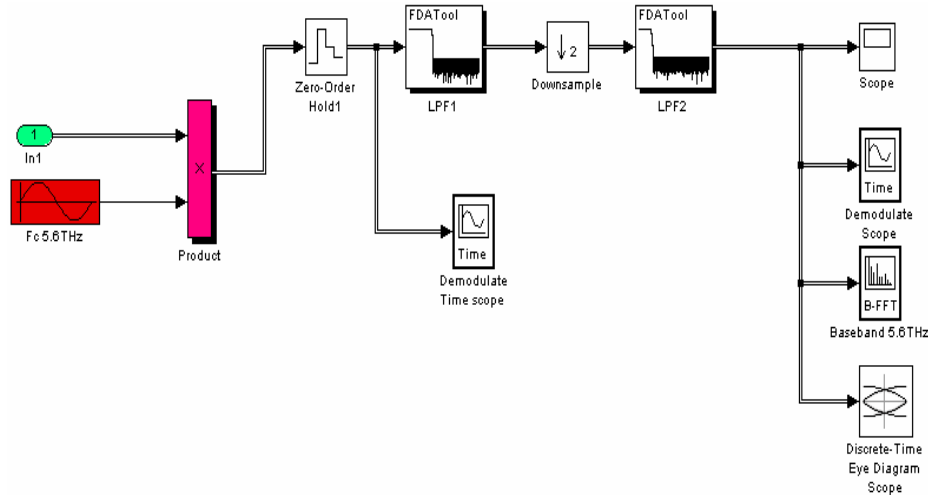 FDATool
FDATool
2
Zero-Order
Hold1
LPF1
Downsample
LPF2
Scope
1
In1
X
Time
Demodulate
Scope
Fc 5.6THz
Product
Time
Demodulate
Time scope
B-FFT
Baseband 5.6THz
Discrete-Time
Eye Diagram
Scope